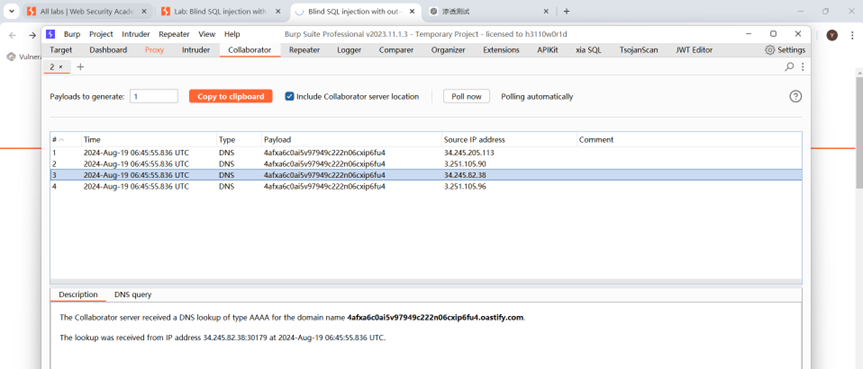 All labs | Web Security Acade
Lab: Blind SQL injection with
Blind SQL injection with out-
渗透测试
Burp Project Intruder Repeater View Help
Burp Suite Professional v2023.11.1.3 - Temporary Project - licensed to h3110w0r1d
Target Dashboard Proxy Intruder Collaborator Repeater Logger Comparer Organizer Extensions APIKit xia SQL TsojanScan JWT Editor Settings
Vulnera
2 × +
Payloads to generate: 1 Copy to clipboard Include Collaborator server location Poll now Polling automatically
# Time Type Payload Source IP address Comment
1 2024-Aug-19 06:45:55.836 UTC DNS 4afxa6c0ai5v97949c222n06cxip6fu4 34.245.205.113
2 2024-Aug-19 06:45:55.836 UTC DNS 4afxa6c0ai5v97949c222n06cxip6fu4 3.251.105.90
3 2024-Aug-19 06:45:55.836 UTC DNS 4afxa6c0ai5v97949c222n06cxip6fu4 34.245.82.38
4 2024-Aug-19 06:45:55.836 UTC DNS 4afxa6c0ai5v97949c222n06cxip6fu4 3.251.105.96
Description DNS query
The Collaborator server received a DNS lookup of type AAAA for the domain name 4afxa6c0ai5v97949c222n06cxip6fu4.oastify.com.
The lookup was received from IP address 34.245.82.38:30179 at 2024-Aug-19 06:45:55.836 UTC.